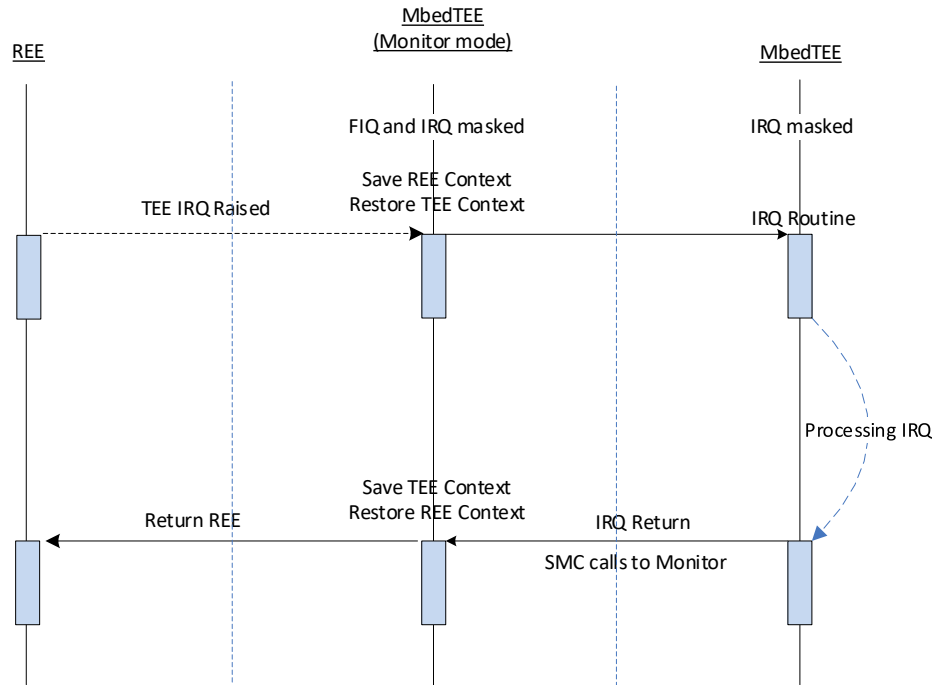 MbedTEE
(Monitor mode)
REE
MbedTEE
FIQ and IRQ masked
IRQ masked
Save REE Context
Restore TEE Context
TEE IRQ Raised
IRQ Routine
Processing IRQ
Save TEE Context
Restore REE Context
Return REE
IRQ Return
SMC calls to Monitor